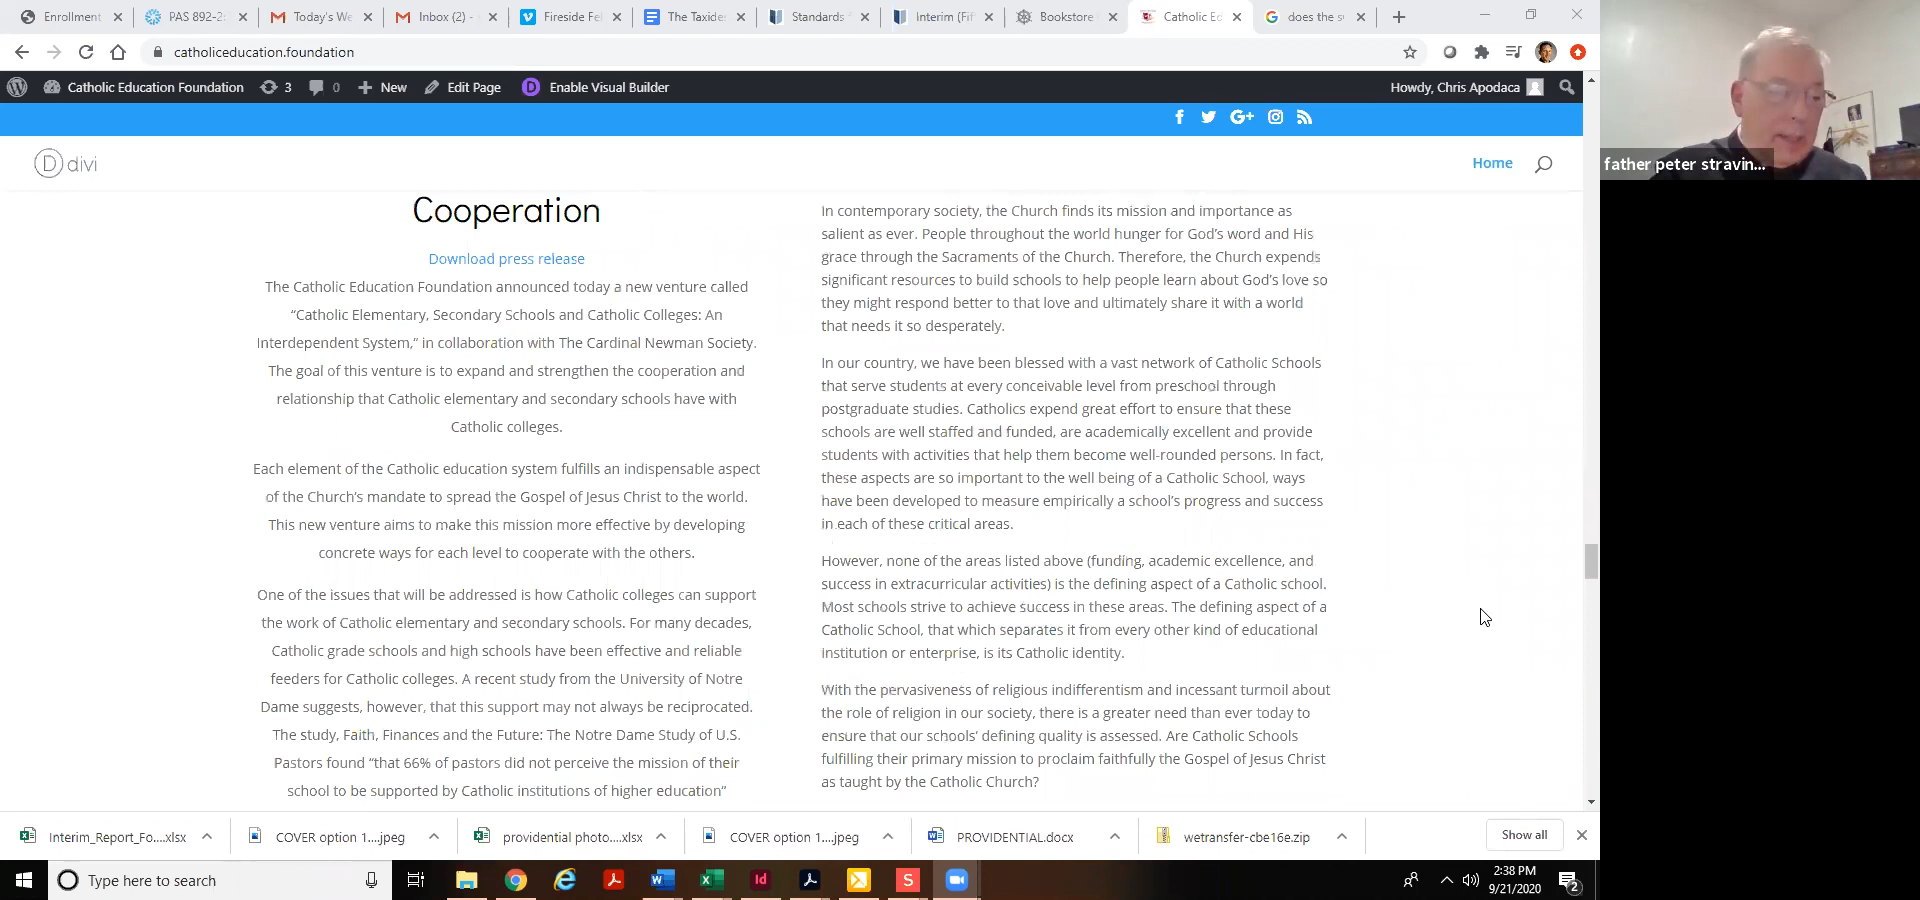 Enrollment
PAS 892-2
Today's We
Inbox (2) -
Fireside Fel
The Taxider
Standards
Interim (Fif
Bookstore
Catholic Ed
does the s
catholiceducation.foundation
Catholic Education Foundation
3
0
New
Edit Page
Enable Visual Builder
Howdy, Chris Apodaca
D divi
Home
father peter stravin...
Cooperation
Download press release
The Catholic Education Foundation announced today a new venture called
“Catholic Elementary, Secondary Schools and Catholic Colleges: An
Interdependent System,” in collaboration with The Cardinal Newman Society.
The goal of this venture is to expand and strengthen the cooperation and
relationship that Catholic elementary and secondary schools have with
Catholic colleges.
Each element of the Catholic education system fulfills an indispensable aspect
of the Church’s mandate to spread the Gospel of Jesus Christ to the world.
This new venture aims to make this mission more effective by developing
concrete ways for each level to cooperate with the others.
One of the issues that will be addressed is how Catholic colleges can support
the work of Catholic elementary and secondary schools. For many decades,
Catholic grade schools and high schools have been effective and reliable
feeders for Catholic colleges. A recent study from the University of Notre
Dame suggests, however, that this support may not always be reciprocated.
The study, Faith, Finances and the Future: The Notre Dame Study of U.S.
Pastors found “that 66% of pastors did not perceive the mission of their
school to be supported by Catholic institutions of higher education”
In contemporary society, the Church finds its mission and importance as
salient as ever. People throughout the world hunger for God’s word and His
grace through the Sacraments of the Church. Therefore, the Church expends
significant resources to build schools to help people learn about God’s love so
they might respond better to that love and ultimately share it with a world
that needs it so desperately.
In our country, we have been blessed with a vast network of Catholic Schools
that serve students at every conceivable level from preschool through
postgraduate studies. Catholics expend great effort to ensure that these
schools are well staffed and funded, are academically excellent and provide
students with activities that help them become well-rounded persons. In fact,
these aspects are so important to the well being of a Catholic School, ways
have been developed to measure empirically a school’s progress and success
in each of these critical areas.
However, none of the areas listed above (funding, academic excellence, and
success in extracurricular activities) is the defining aspect of a Catholic school.
Most schools strive to achieve success in these areas. The defining aspect of a
Catholic School, that which separates it from every other kind of educational
institution or enterprise, is its Catholic identity.
With the pervasiveness of religious indifferentism and incessant turmoil about
the role of religion in our society, there is a greater need than ever today to
ensure that our schools’ defining quality is assessed. Are Catholic Schools
fulfilling their primary mission to proclaim faithfully the Gospel of Jesus Christ
as taught by the Catholic Church?
Interim_Report_Fo....xlsx
COVER option 1....jpeg
providential photo....xlsx
COVER option 1....jpeg
PROVIDENTIAL.docx
wetransfer-cbe16e.zip
Show all
Type here to search
2:38 PM
9/21/2020
2